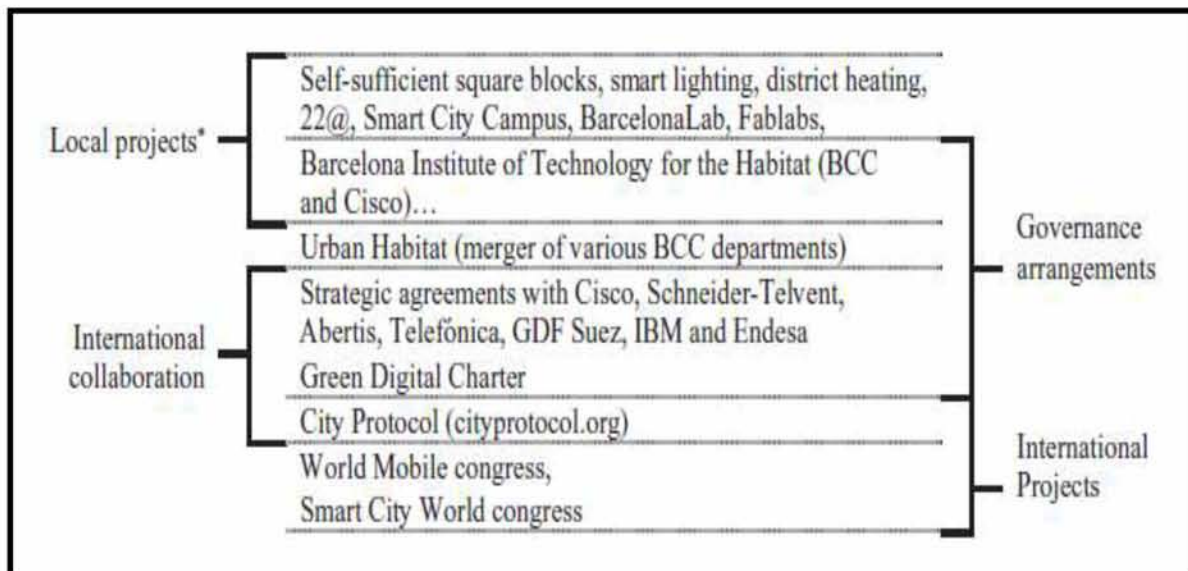 Self-sufficient square blocks, smart lighting, district heating,
22@, Smart City Campus, BarcelonaLab, Fablabs,
Local projects*
Barcelona Institute of Technology for the Habitat (BCC
and Cisco)…
Urban Habitat (merger of various BCC departments)
Governance
arrangements
Strategic agreements with Cisco, Schneider-Telvent,
Abertis, Telefónica, GDF Suez, IBM and Endesa
International
collaboration
Green Digital Charter
City Protocol (cityprotocol.org)
World Mobile congress,
Smart City World congress
International
Projects